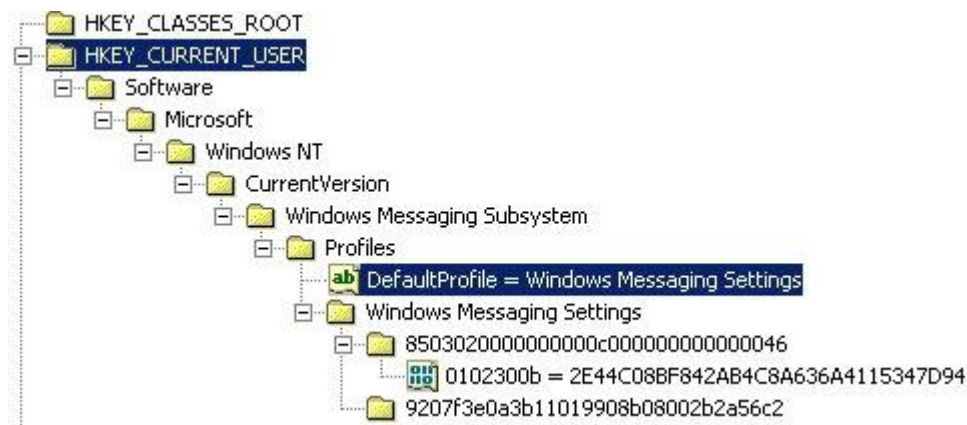 HKEY_CLASSES_ROOT
HKEY_CURRENT_USER
Software
Microsoft
Windows NT
CurrentVersion
Windows Messaging Subsystem
Profiles
ab DefaultProfile = Windows Messaging Settings
Windows Messaging Settings
8503020000000000c000000000000046
0102300b = 2E44C08BF842AB4C8A636A4115347D94
9207f3e0a3b11019908b08002b2a56c2